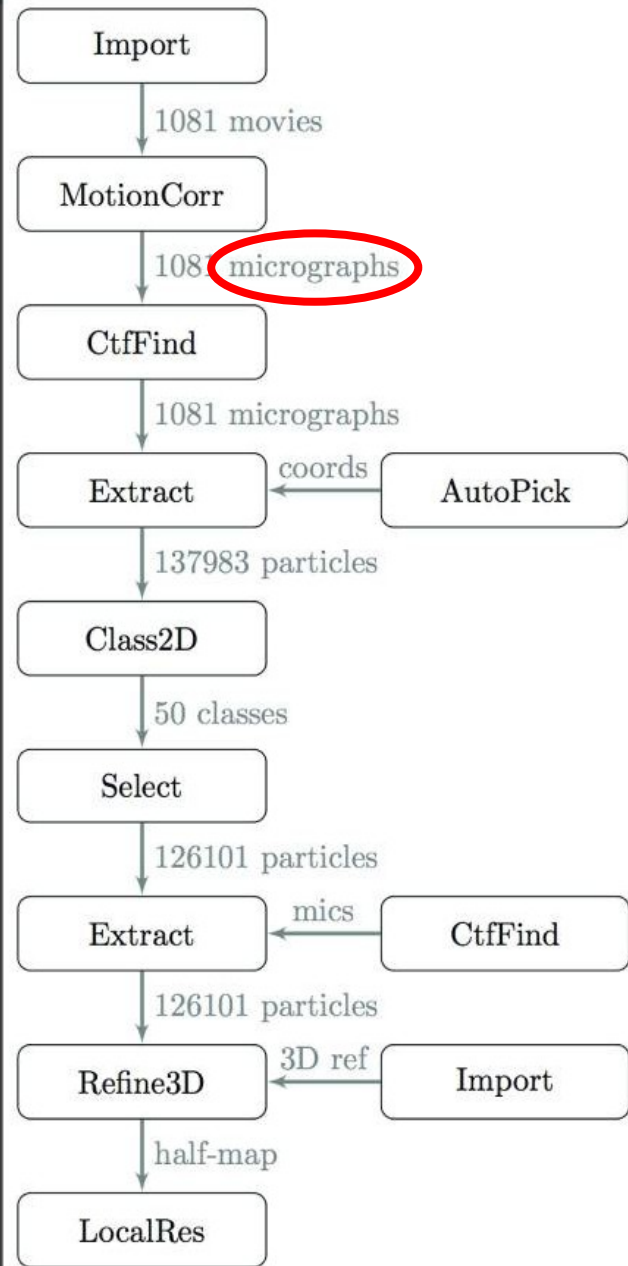 Import
1081 movies
MotionCorr
1081 micrographs
CtfFind
1081 micrographs
Extract
coords
AutoPick
137983 particles
Class2D
50 classes
Select
126101 particles
Extract
mics
CtfFind
126101 particles
Refine3D
3D ref
Import
half-map
LocalRes